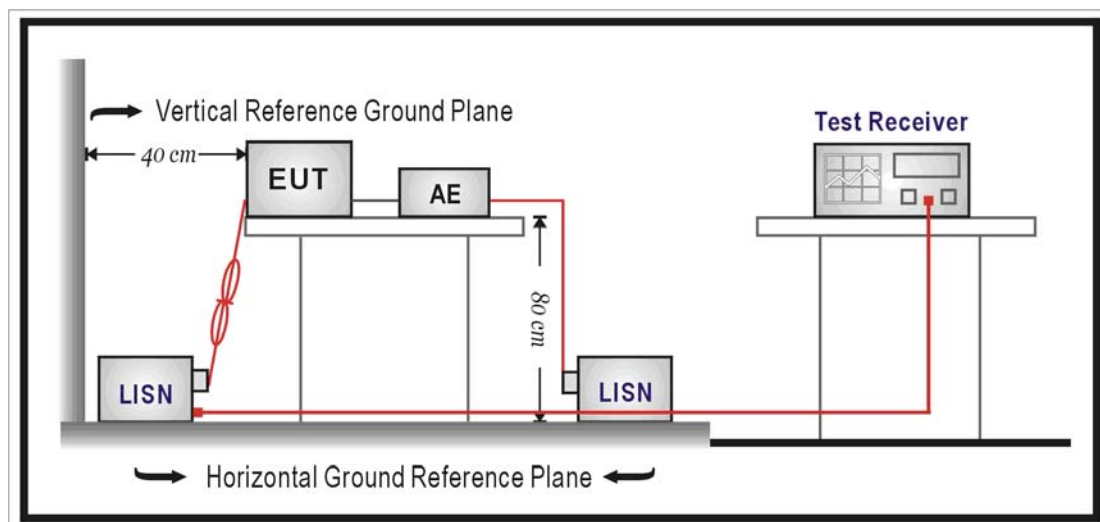 Vertical Reference Ground Plane
Test Receiver
40 cm
EUT
AE
80 cm
LISN
LISN
Horizontal Ground Reference Plane